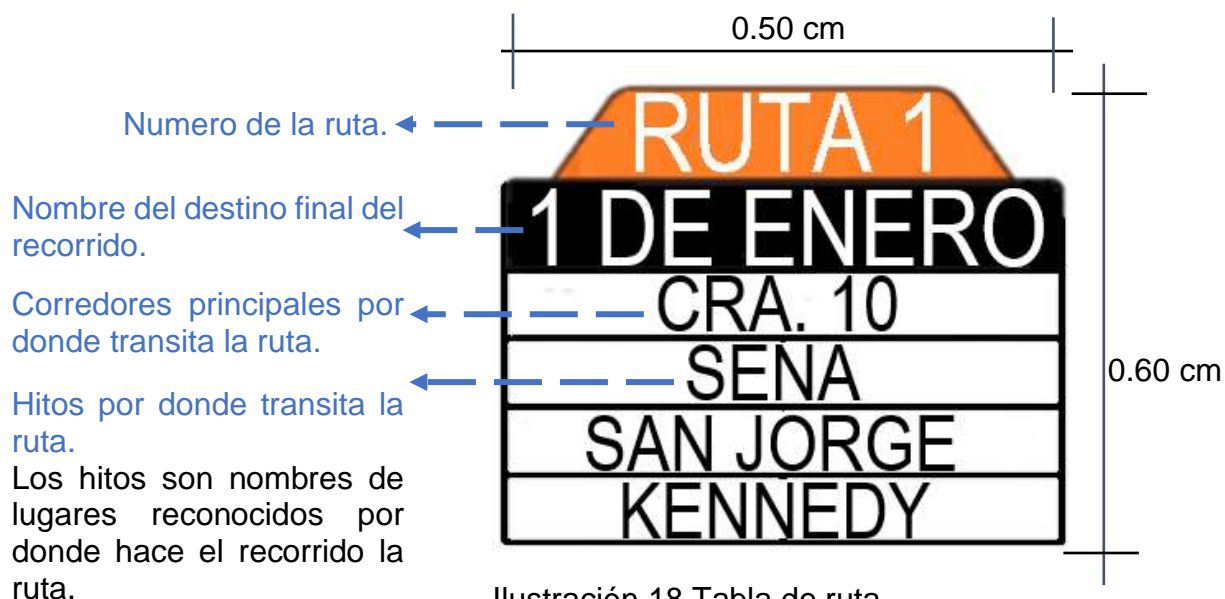 0.50 cm
Numero de la ruta.
RUTA 1
Nombre del destino final del
recorrido.
1 DE ENERO
Corredores principales por
donde transita la ruta.
CRA. 10
SENA
0.60 cm
Hitos por donde transita la
ruta.
Los hitos son nombres de
lugares reconocidos por
donde hace el recorrido la
ruta.
SAN JORGE
KENNEDY
Ilustración 18 Tabla de ruta